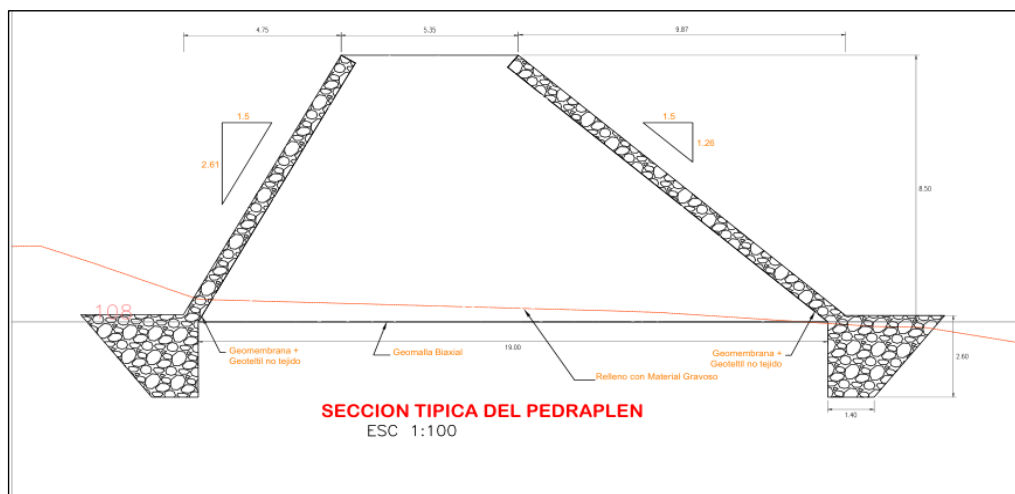 4.75
5.35
9.87
1.5
2.61
1.5
1.26
8.50
108
Geomembrana +
Geoteltil no tejido
Geomalla Biaxial
19.00
Relleno con Material Gravoso
Geomembrana +
Geoteltil no tejido
2.60
1.40
SECCION TIPICA DEL PEDRAPLEN
ESC 1:100